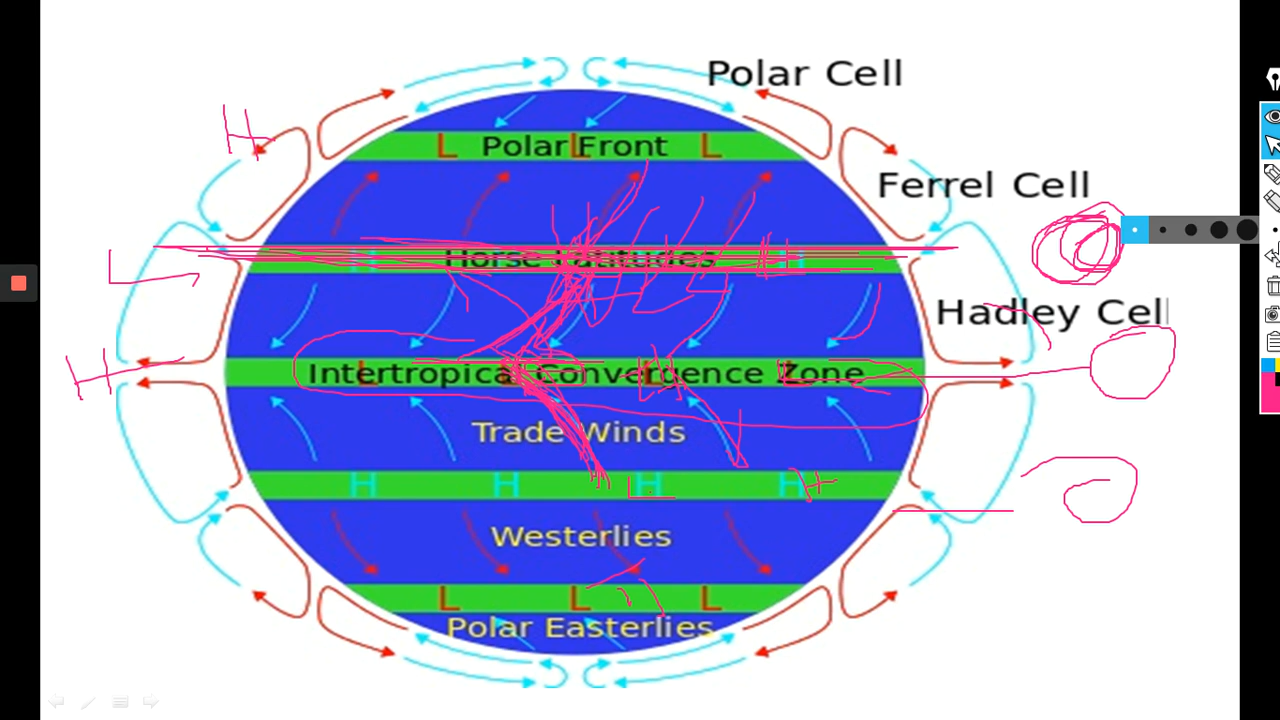 Polar Cell
H
L Polar Front L L
Ferrel Cell
H Horse Latitudes H
L
Hadley Cell
H
Intertropical Convergence Zone
Trade Winds
H H H H H
L
Westerlies
L L L
Polar Easterlies